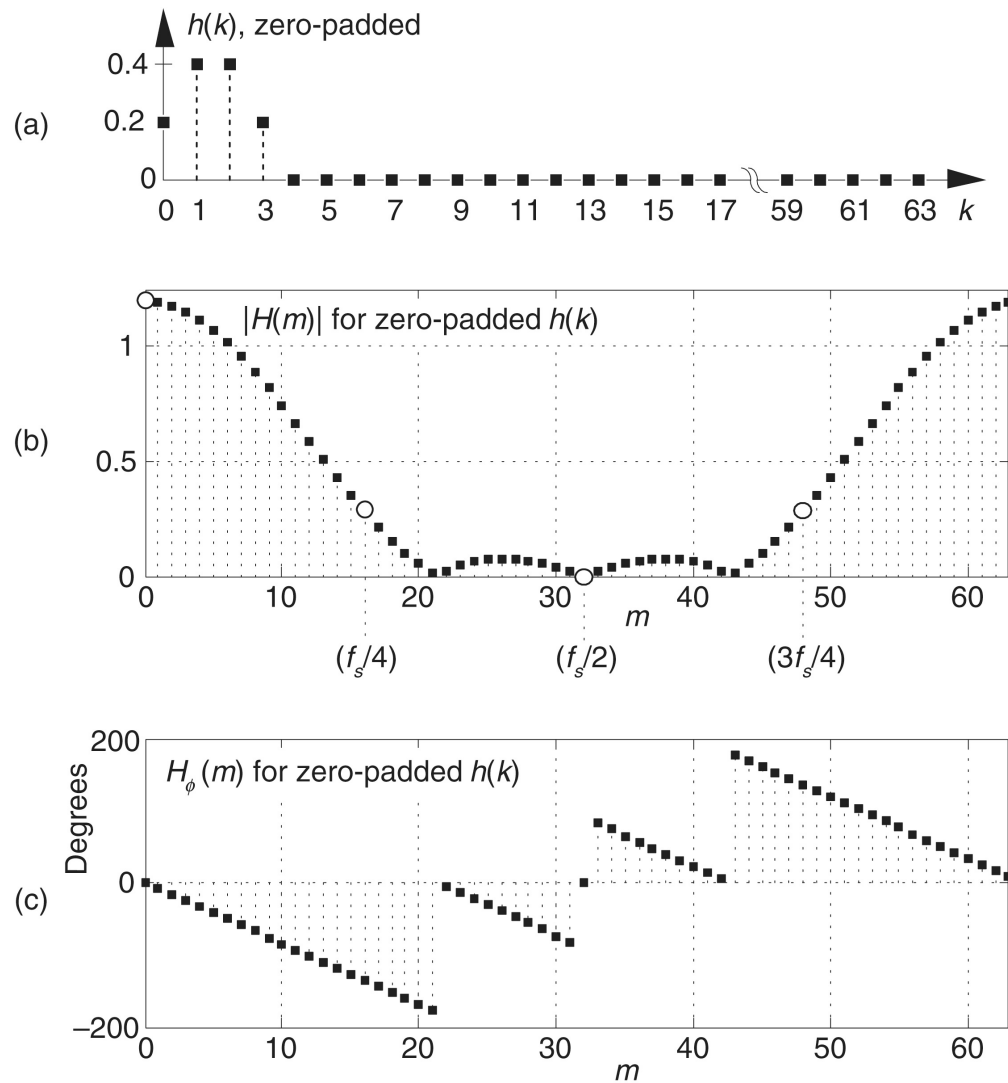 h(k), zero-padded
0.4
0.2
(a)
0
0 1 3 5 7 9 11 13 15 17 59 61 63 k
|H(m)| for zero-padded h(k)
1
(b)
0.5
0
0 10 20 30 40 50 60
m
(fs/4) (fs/2) (3fs/4)
200
Hϕ (m) for zero-padded h(k)
Degrees
0
(c)
–200
0 10 20 30 40 50 60
m